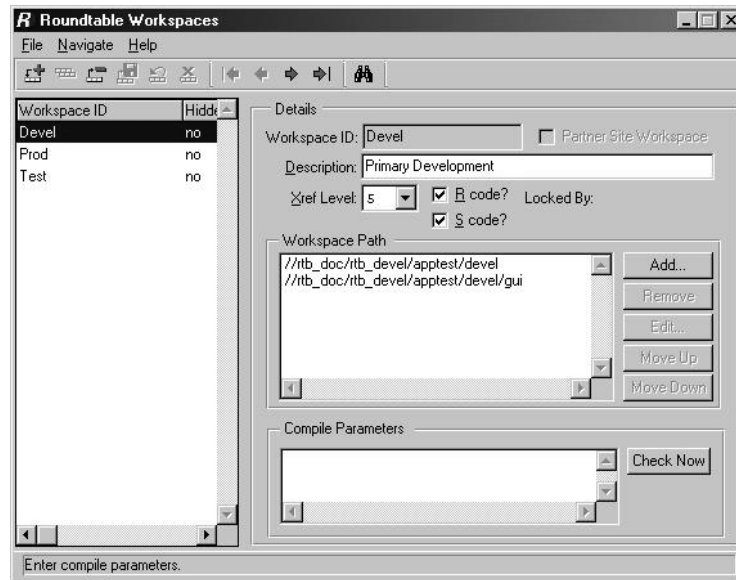 R Roundtable Workspaces
File Navigate Help
Workspace ID Hidde
Devel no
Prod no
Test no
Details
Workspace ID: Devel Partner Site Workspace
Description: Primary Development
Xref Level: 5 R code? Locked By:
S code?
Workspace Path
//rtb_doc/rtb_devel/apptest/devel
//rtb_doc/rtb_devel/apptest/devel/gui
Add...
Remove
Edit...
Move Up
Move Down
Compile Parameters
Check Now
Enter compile parameters.